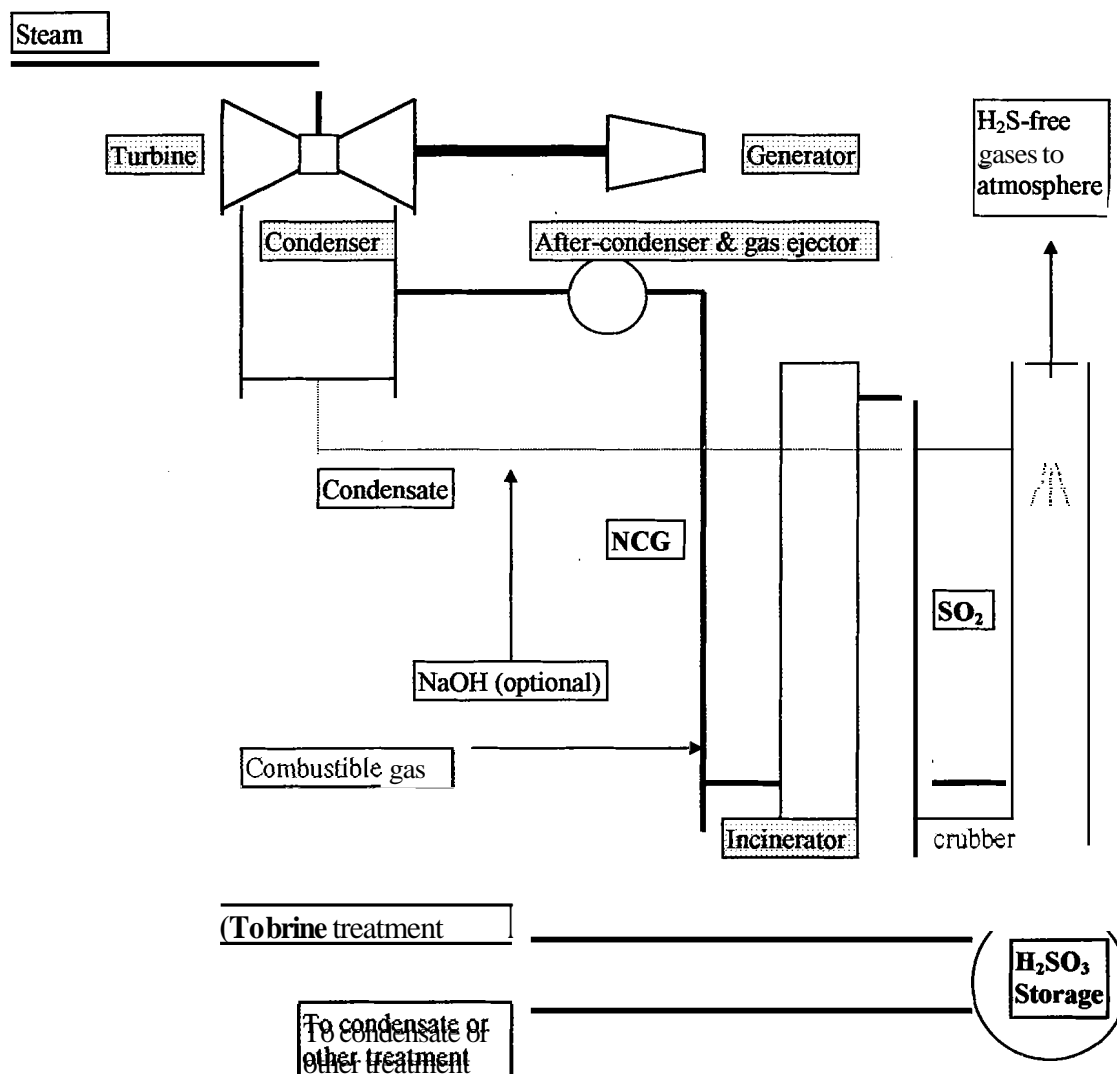 Steam
H₂S-free
gases to
atmosphere
Turbine
Generator
Condenser
After-condenser & gas ejector
Condensate
NCG
SO₂
NaOH (optional)
Combustible gas
Incinerator
crubber
(To brine treatment
H₂SO₃
Storage
To condensate or
other treatment